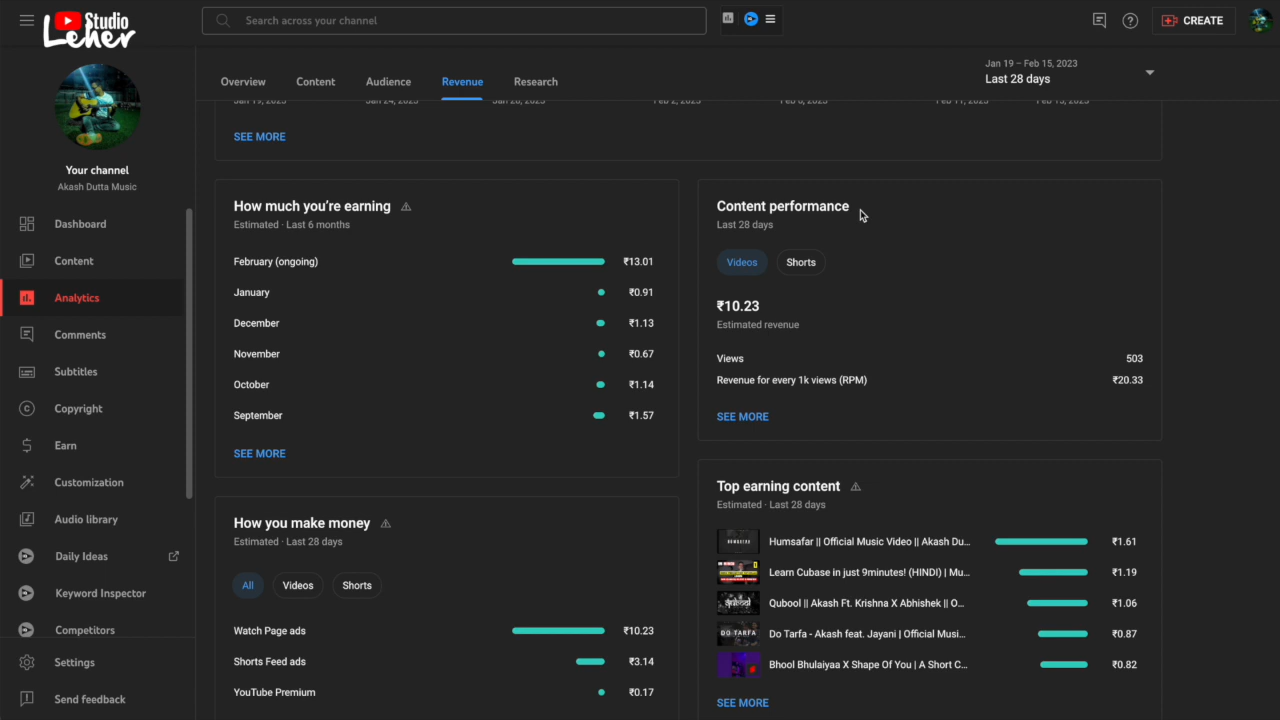 Studio
Leher
Search across your channel
CREATE
Overview
Content
Audience
Revenue
Research
Jan 19 – Feb 15, 2023
Last 28 days
Your channel
Akash Dutta Music
Dashboard
Content
Analytics
Comments
Subtitles
Copyright
Earn
Customization
Audio library
Daily Ideas
Keyword Inspector
Competitors
Settings
Send feedback
SEE MORE
How much you're earning
Estimated · Last 6 months
February (ongoing) ₹13.01
January ₹0.91
December ₹1.13
November ₹0.67
October ₹1.14
September ₹1.57
SEE MORE
How you make money
Estimated · Last 28 days
All Videos Shorts
Watch Page ads ₹10.23
Shorts Feed ads ₹3.14
YouTube Premium ₹0.17
Content performance
Last 28 days
Videos Shorts
₹10.23
Estimated revenue
Views 503
Revenue for every 1k views (RPM) ₹20.33
SEE MORE
Top earning content
Estimated · Last 28 days
Humsafar || Official Music Video || Akash Du... ₹1.61
Learn Cubase in just 9minutes! (HINDI) | Mu... ₹1.19
Qubool || Akash Ft. Krishna X Abhishek || O... ₹1.06
DO TARFA
Do Tarfa - Akash feat. Jayani | Official Musi... ₹0.87
Bhool Bhulaiyaa X Shape Of You | A Short C... ₹0.82
SEE MORE